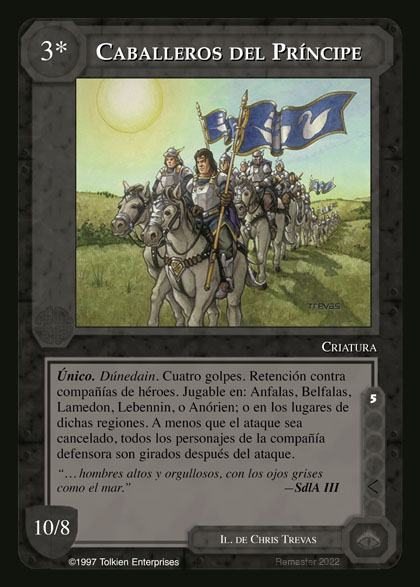 3*
CABALLEROS DEL PRÍNCIPE
TREVAS
CRIATURA
Único. Dúnedain. Cuatro golpes. Retención contra
compañías de héroes. Jugable en: Anfalas, Belfalas,
Lamedon, Lebennin, o Anórien; o en los lugares de
dichas regiones. A menos que el ataque sea
cancelado, todos los personajes de la compañía
defensora son girados después del ataque.
5
“… hombres altos y orgullosos, con los ojos grises
como el mar.” —SdlA III
10/8
IL. DE CHRIS TREVAS
©1997 Tolkien Enterprises
Remaster 2022